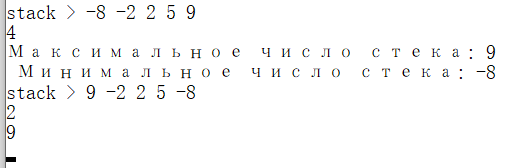 stack > -8 -2 2 5 9
4
Максимальное число стека: 9
Минимальное число стека: -8
stack > 9 -2 2 5 -8
2
9